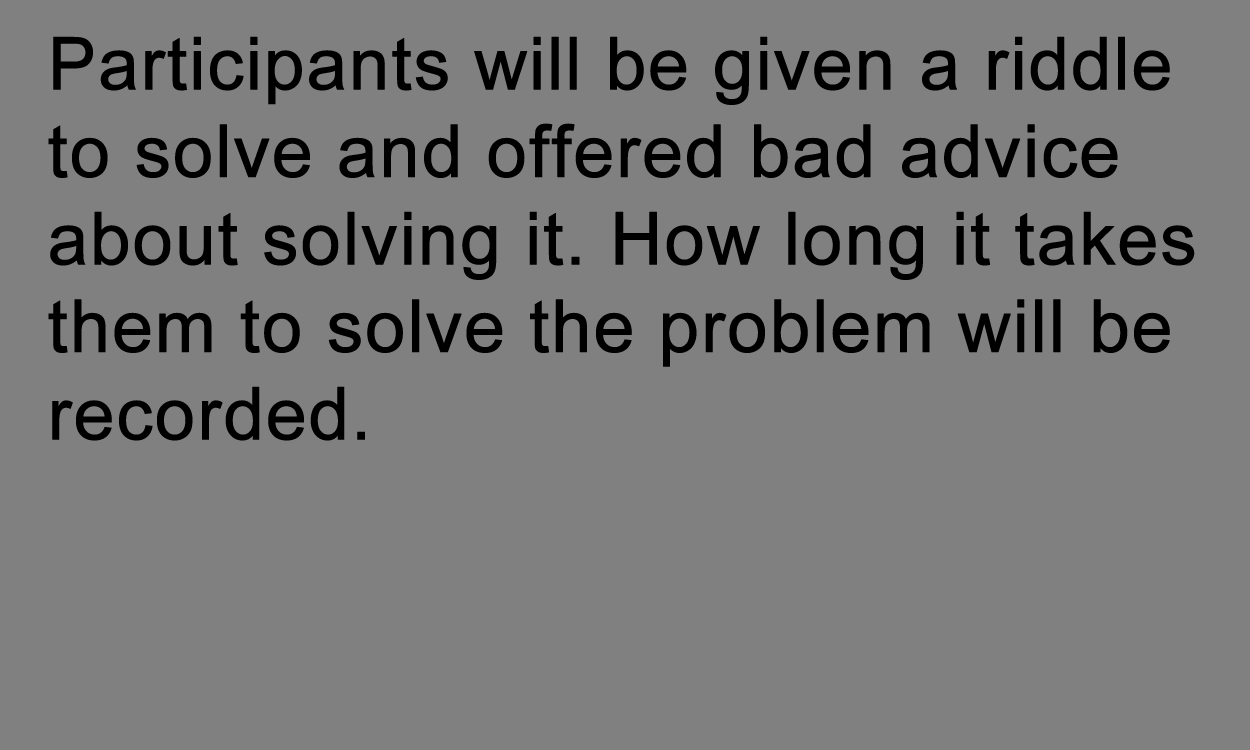 Participants will be given a riddle
to solve and offered bad advice
about solving it. How long it takes
them to solve the problem will be
recorded.